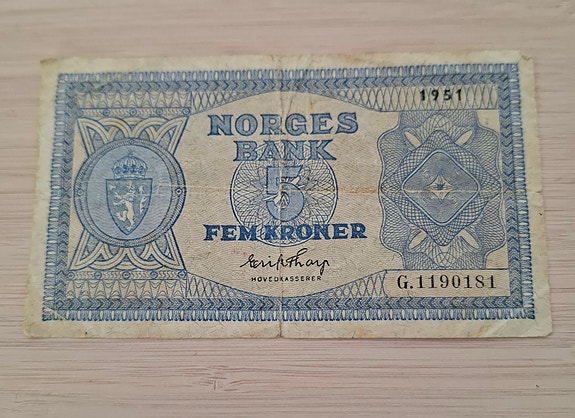 1951
NORGES
BANK
5
FEM KRONER
HOVEDKASSERER
G.1190181